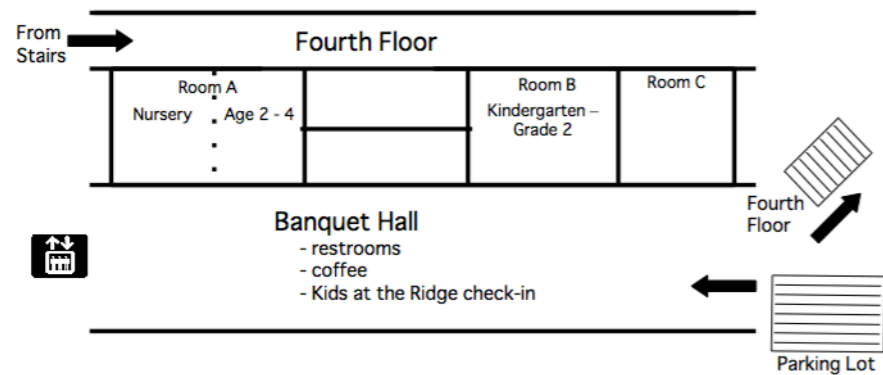 From
Stairs
Fourth Floor
Room A
Nursery
Age 2 - 4
Room B
Kindergarten –
Grade 2
Room C
Fourth
Floor
Banquet Hall
- restrooms
- coffee
- Kids at the Ridge check-in
Parking Lot